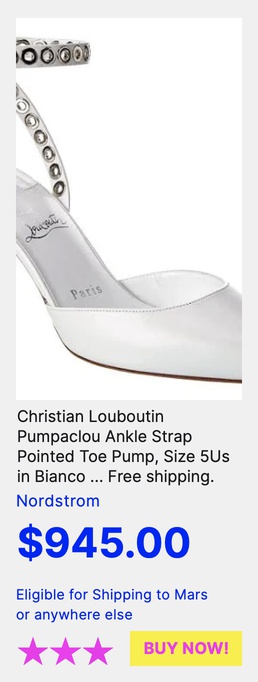 Louboutin
Paris
Christian Louboutin
Pumpaclou Ankle Strap
Pointed Toe Pump, Size 5Us
in Bianco ... Free shipping.
Nordstrom
$945.00
Eligible for Shipping to Mars
or anywhere else
BUY NOW!